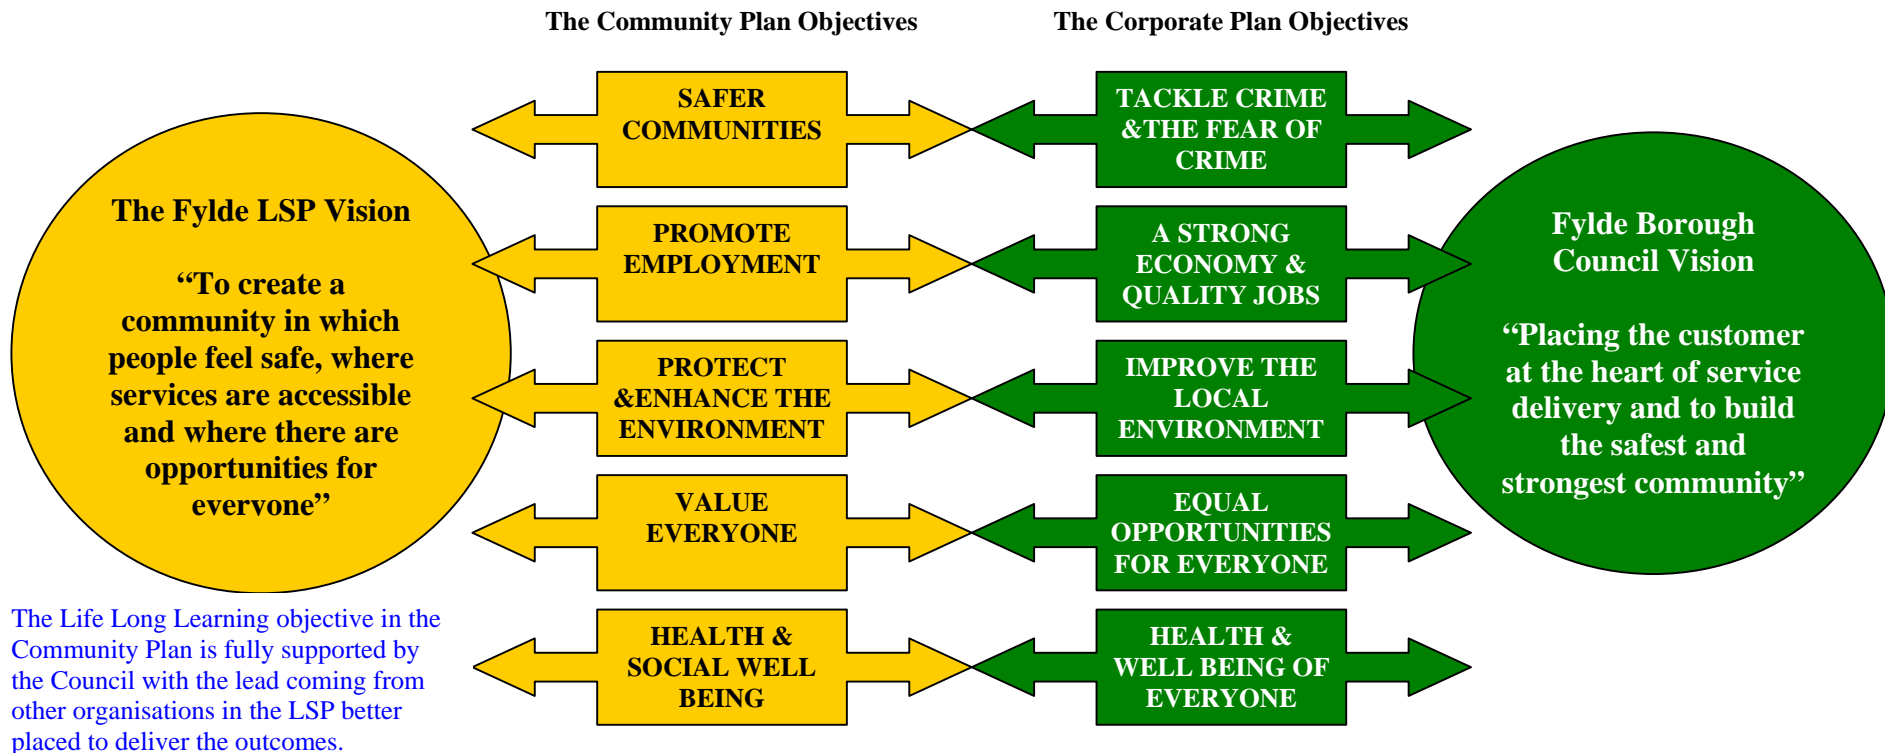 The Community Plan Objectives
The Corporate Plan Objectives
The Fylde LSP Vision
“To create a
community in which
people feel safe, where
services are accessible
and where there are
opportunities for
everyone”
The Life Long Learning objective in the
Community Plan is fully supported by
the Council with the lead coming from
other organisations in the LSP better
placed to deliver the outcomes.
SAFER
COMMUNITIES
TACKLE CRIME
&THE FEAR OF
CRIME
PROMOTE
EMPLOYMENT
A STRONG
ECONOMY &
QUALITY JOBS
PROTECT
&ENHANCE THE
ENVIRONMENT
IMPROVE THE
LOCAL
ENVIRONMENT
VALUE
EVERYONE
EQUAL
OPPORTUNITIES
FOR EVERYONE
HEALTH &
SOCIAL WELL
BEING
HEALTH &
WELL BEING OF
EVERYONE
Fylde Borough
Council Vision
“Placing the customer
at the heart of service
delivery and to build
the safest and
strongest community”